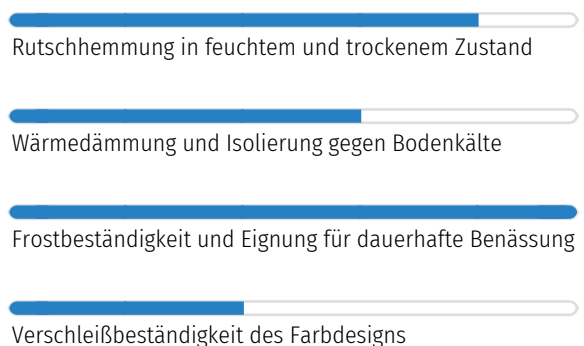 Rutschhemmung in feuchtem und trockenem Zustand
Wärmedämmung und Isolierung gegen Bodenkälte
Frostbeständigkeit und Eignung für dauerhafte Benässung
Verschleißbeständigkeit des Farbdesigns